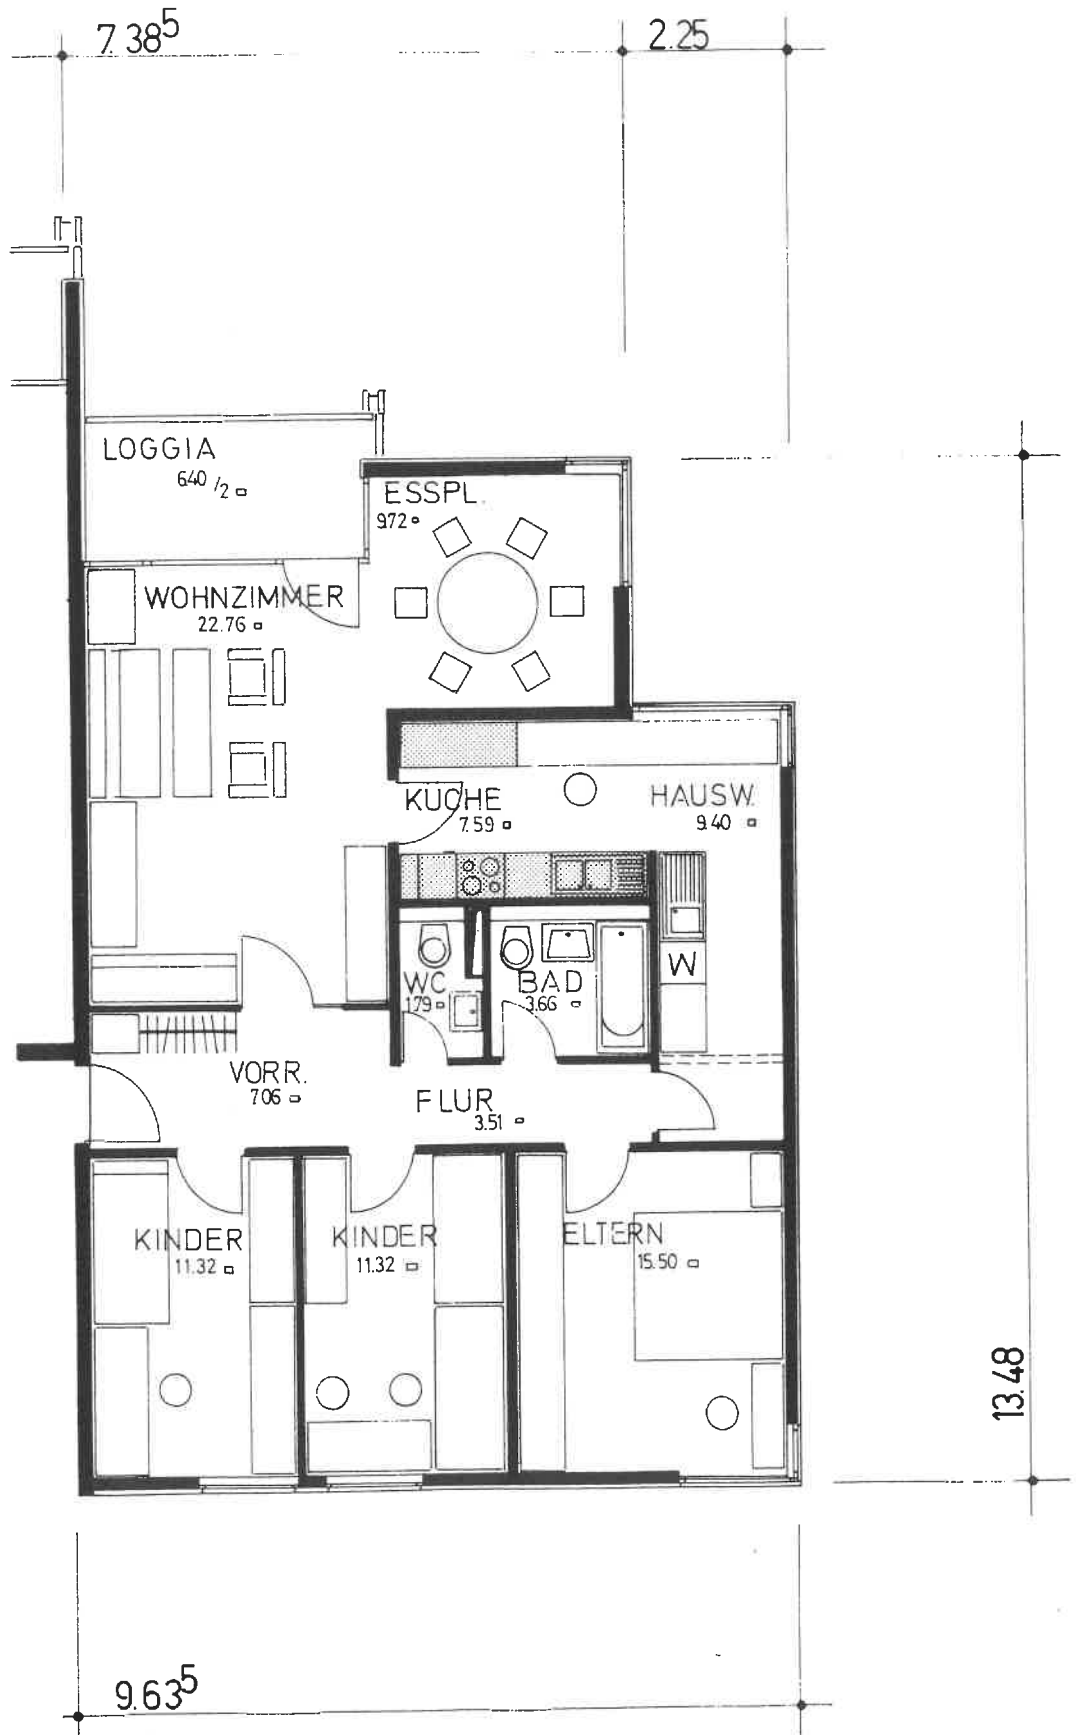 7.38⁵
2.25
LOGGIA
6.40 /2 □
ESSPL.
9.72 □
WOHNZIMMER
22.76 □
KÜCHE
7.59 □
HAUSW.
9.40 □
WC
1.79 □
BAD
3.66 □
W
VORR.
7.06 □
FLUR
3.51 □
KINDER
11.32 □
KINDER
11.32 □
ELTERN
15.50 □
13.48
9.63⁵